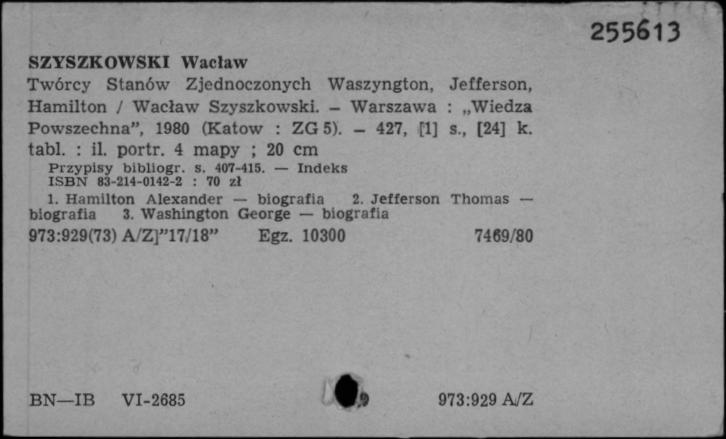 255613
SZYSZKOWSKI Wacław
Twórcy Stanów Zjednoczonych Waszyngton, Jefferson,
Hamilton / Wacław Szyszkowski. — Warszawa : „Wiedza
Powszechna”, 1980 (Katow : ZG 5). — 427, [1] s., [24] k.
tabl. : il. portr. 4 mapy ; 20 cm
Przypisy bibliogr. s. 407-415. — Indeks
ISBN 83-214-0142-2 : 70 zł
1. Hamilton Alexander — biografia 2. Jefferson Thomas —
biografia 3. Washington George — biografia
973:929(73) A/Z]”17/18” Egz. 10300 7469/80
BN—IB VI-2685 973:929 A/Z